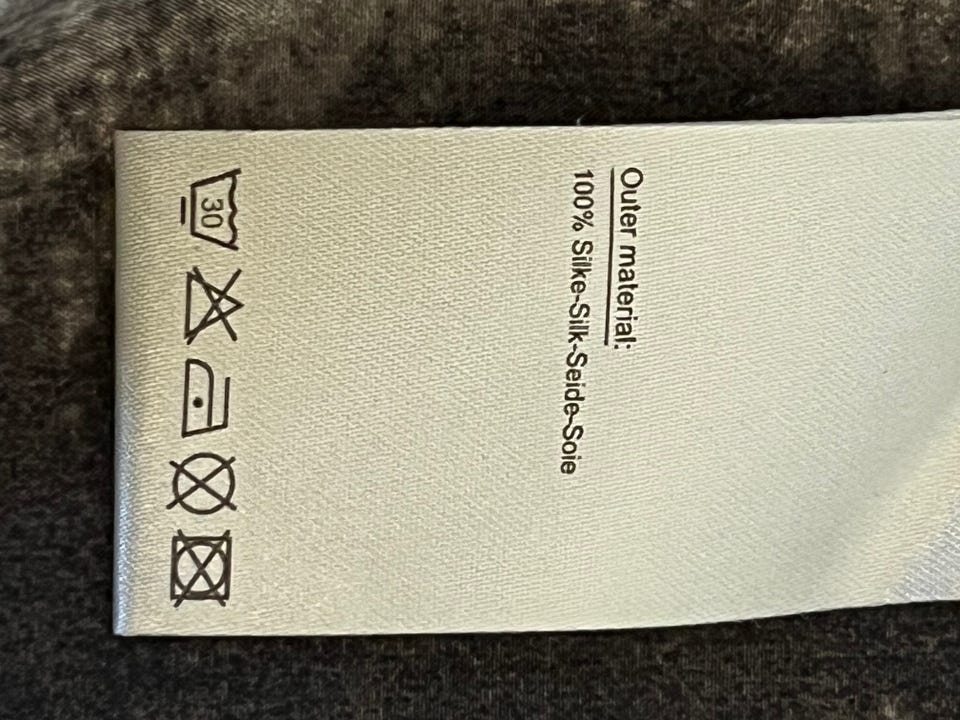 Outer material:
100% Silke-Silk-Seide-Soie
30